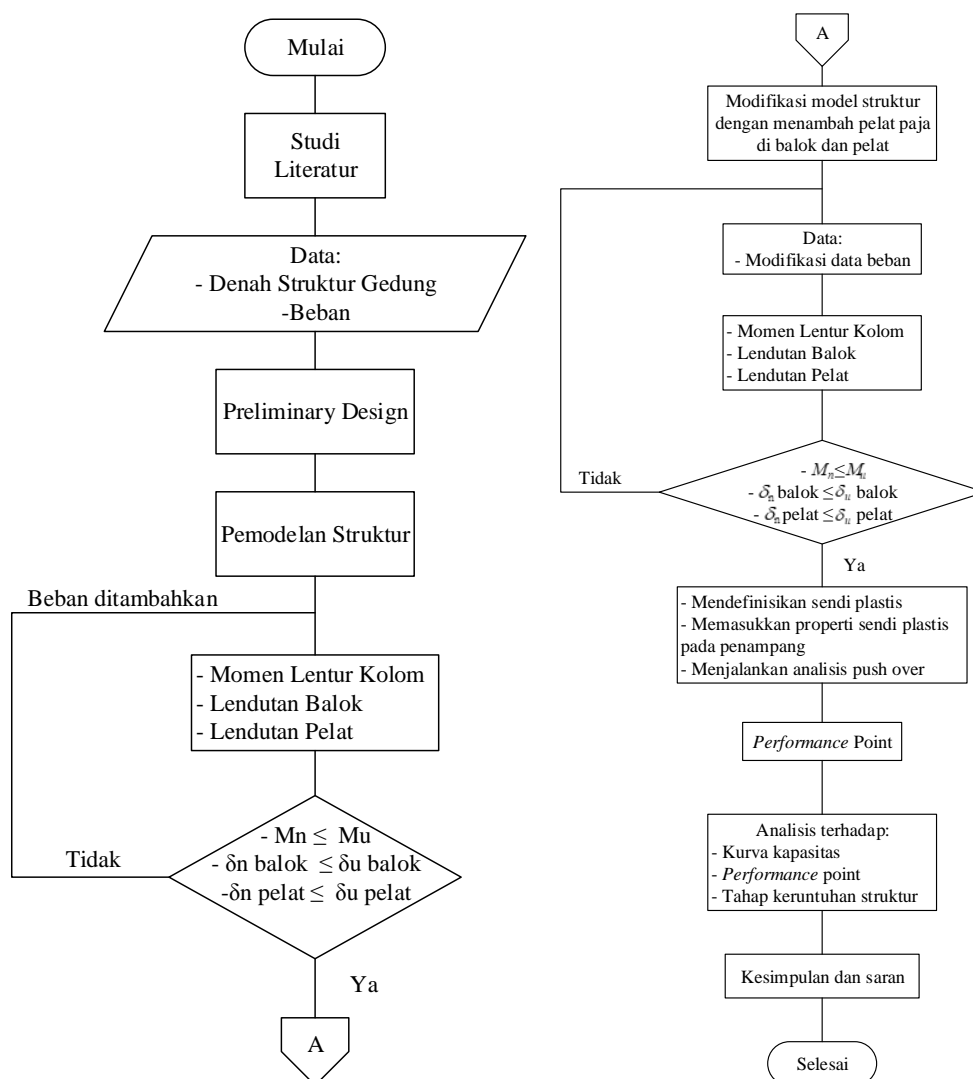 Mulai
Studi
Literatur
Data:
- Denah Struktur Gedung
-Beban
Preliminary Design
Pemodelan Struktur
Beban ditambahkan
- Momen Lentur Kolom
- Lendutan Balok
- Lendutan Pelat
- Mn ≤ Mu
- δn balok ≤ δu balok
-δn pelat ≤ δu pelat
Tidak
Ya
A
A
Modifikasi model struktur
dengan menambah pelat paja
di balok dan pelat
Data:
- Modifikasi data beban
- Momen Lentur Kolom
- Lendutan Balok
- Lendutan Pelat
Tidak
- Mₙ≤Mᵤ
- δₙ balok ≤δᵤ balok
- δₙ pelat ≤δᵤ pelat
Ya
- Mendefinisikan sendi plastis
- Memasukkan properti sendi plastis
pada penampang
- Menjalankan analisis push over
Performance Point
Analisis terhadap:
- Kurva kapasitas
- Performance point
- Tahap keruntuhan struktur
Kesimpulan dan saran
Selesai